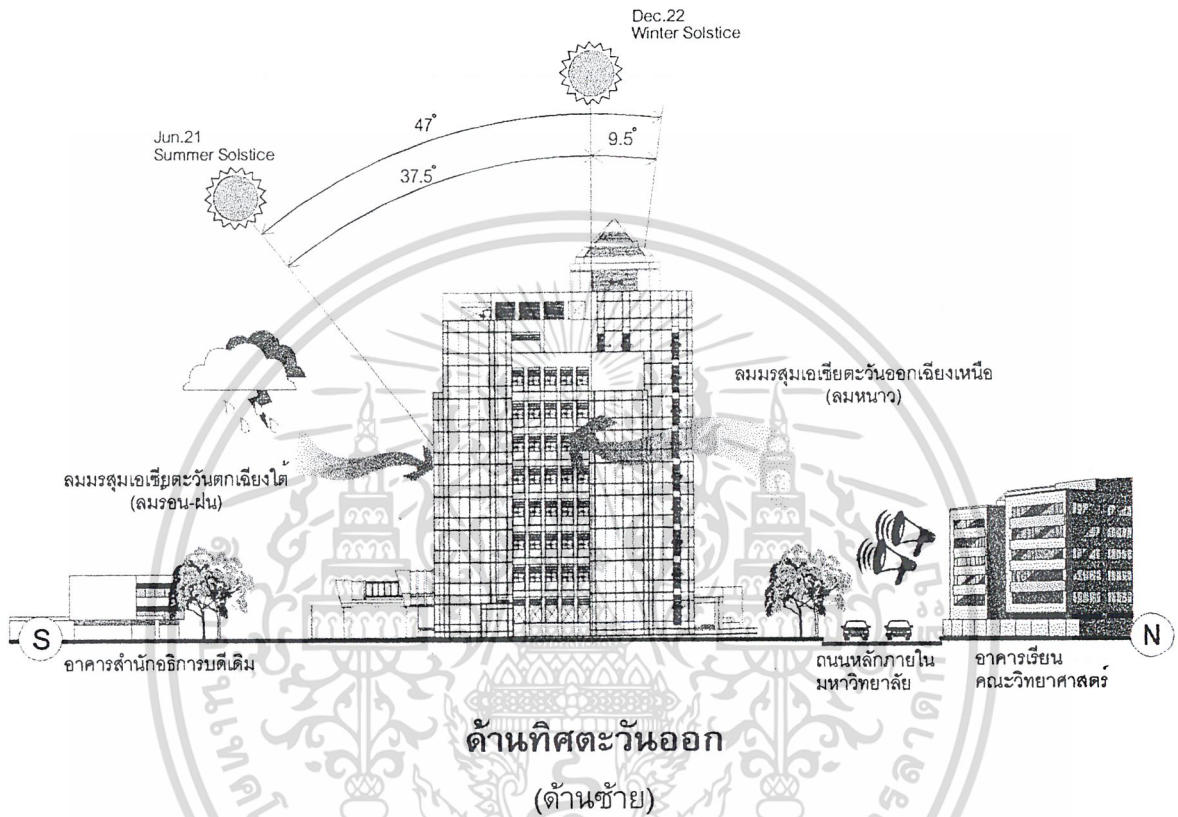 Dec.22
Winter Solstice
Jun.21
Summer Solstice
47°
9.5°
37.5°
ลมมรสุมเอเซียตะวันออกเฉียงเหนือ
(ลมหนาว)
ลมมรสุมเอเซียตะวันตกเฉียงใต้
(ลมรอน-ฝน)
S
N
อาคารสำนักอธิการบดีเดิม
ถนนหลักภายใน
มหาวิทยาลัย
อาคารเรียน
คณะวิทยาศาสตร์
ด้านทิศตะวันออก
(ด้านซ้าย)